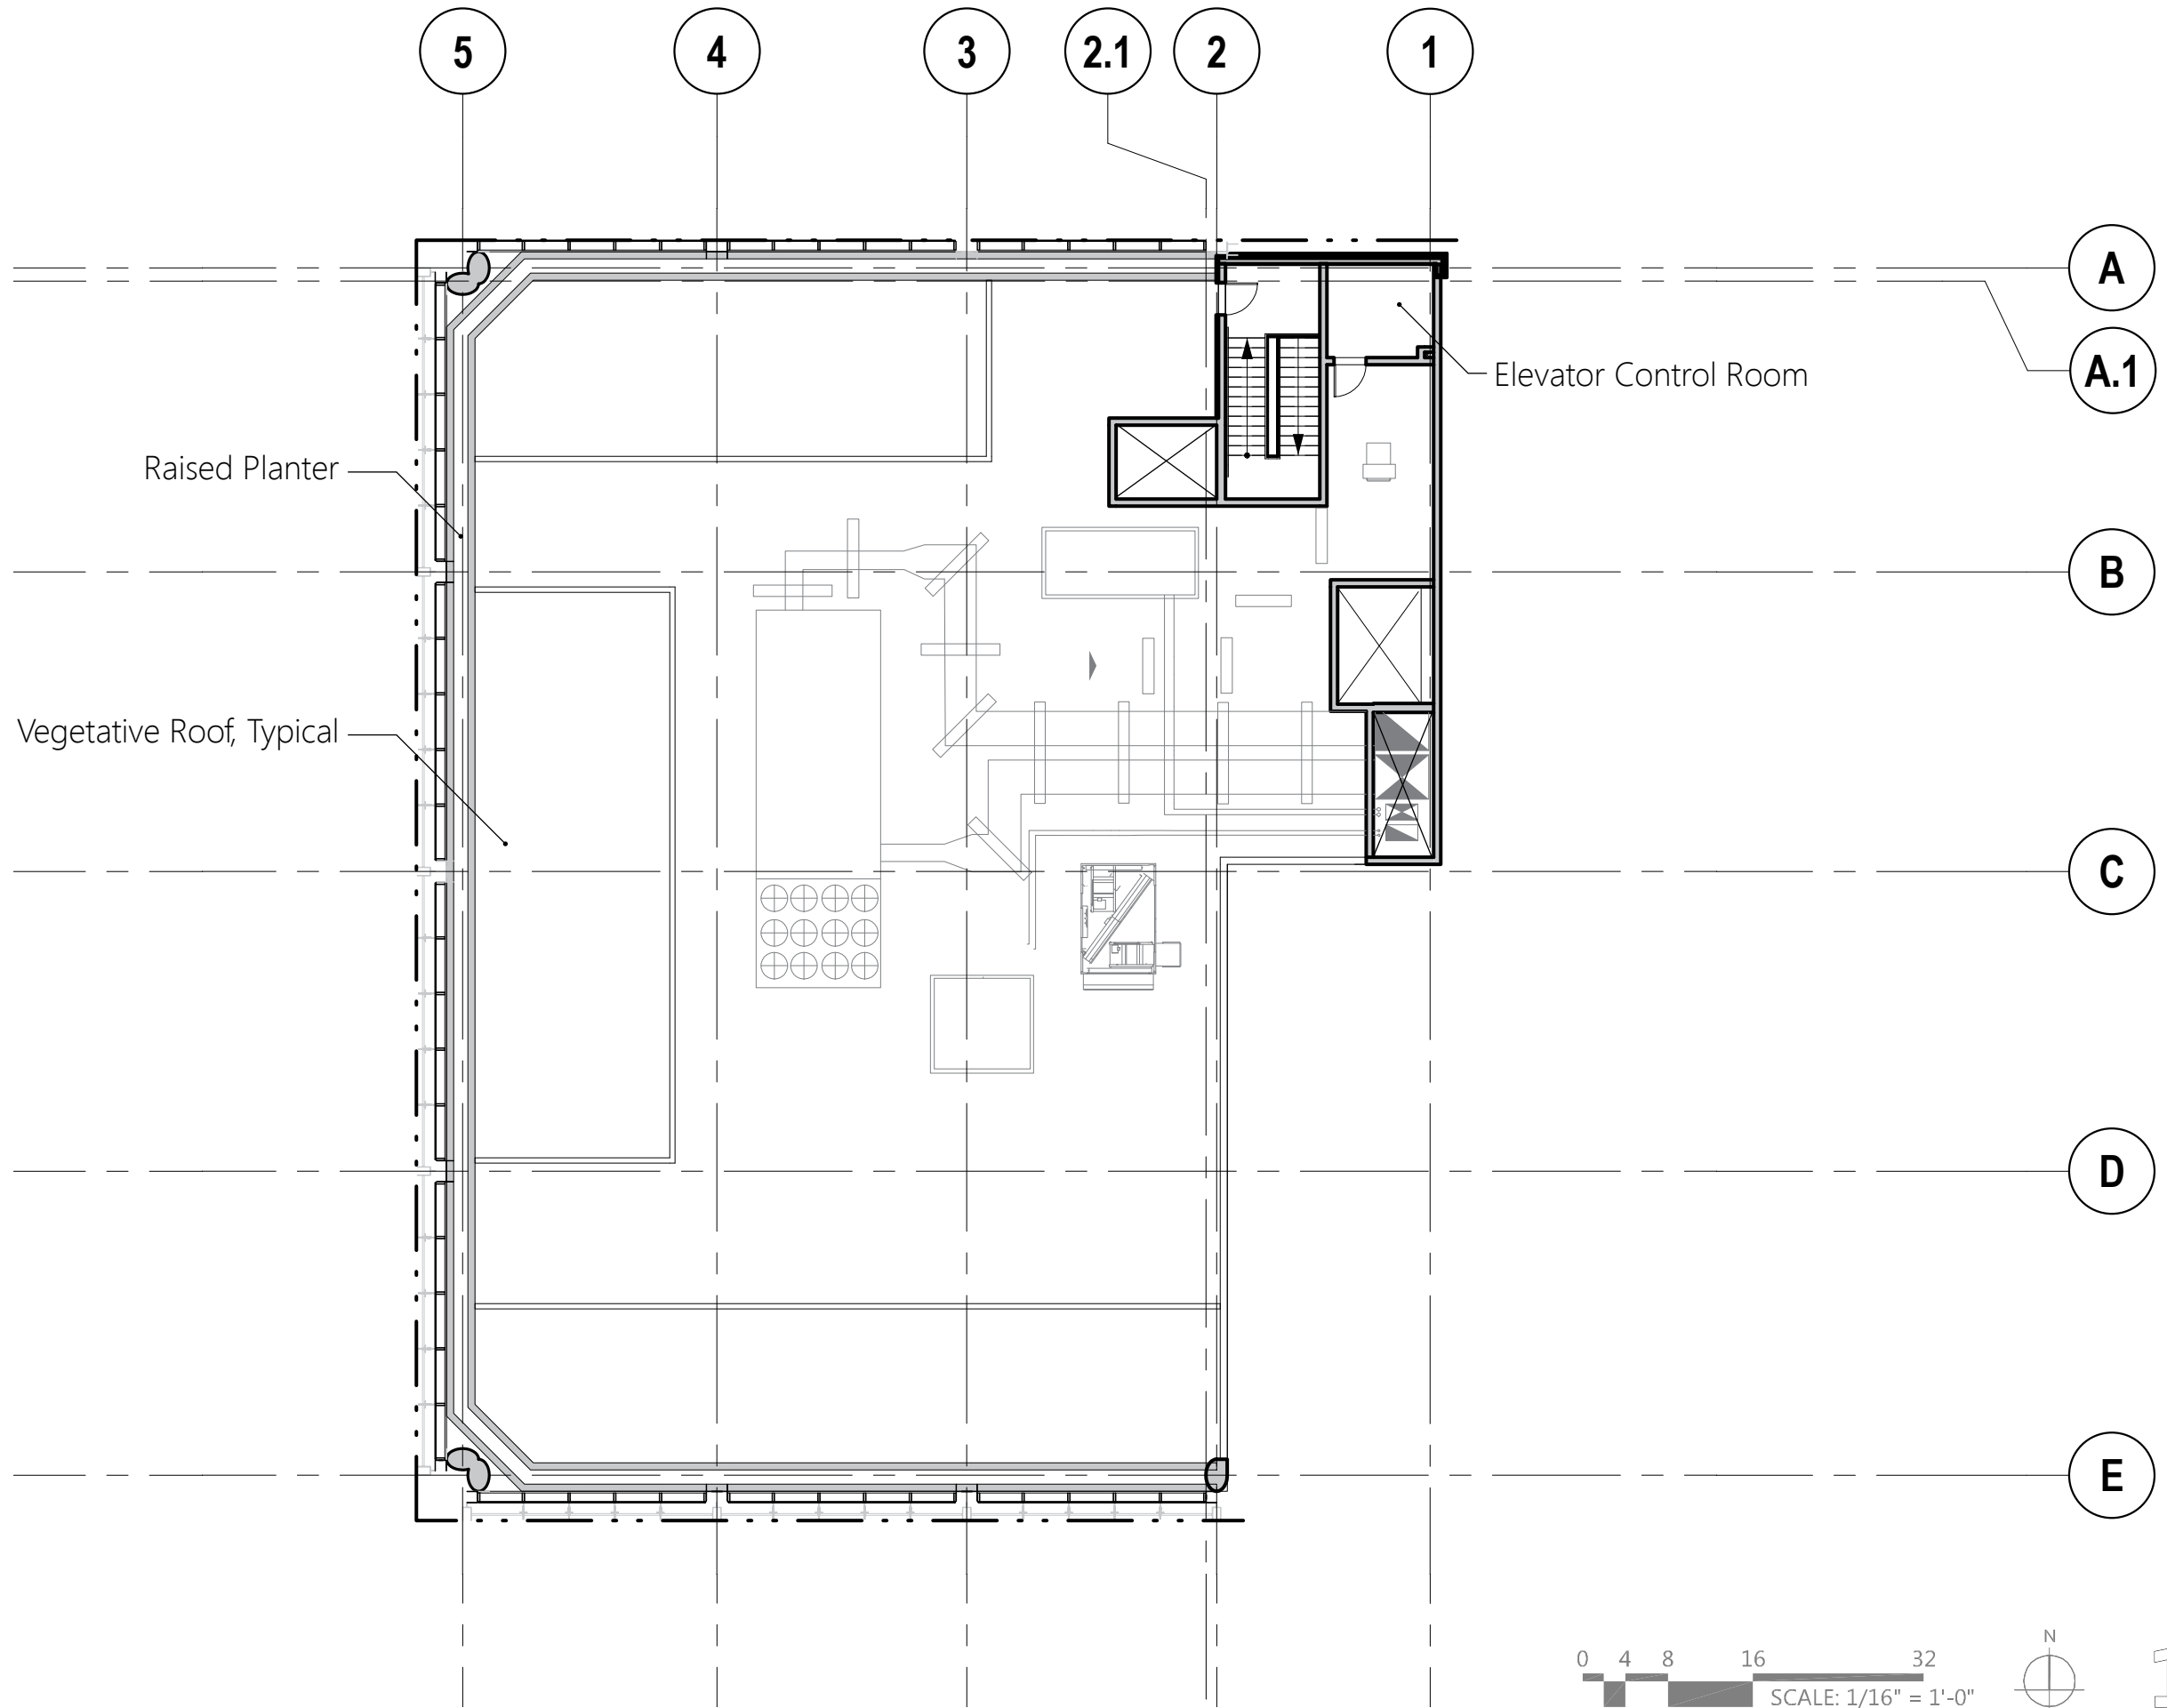 5 4 3 2.1 2 1
A
A.1
Elevator Control Room
Raised Planter
B
Vegetative Roof, Typical
C
D
E
N
0 4 8 16 32
SCALE: 1/16" = 1'-0"